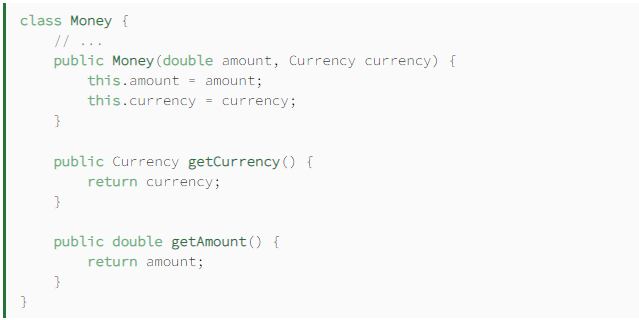 class Money {
    // ...
    public Money(double amount, Currency currency) {
        this.amount = amount;
        this.currency = currency;
    }

    public Currency getCurrency() {
        return currency;
    }

    public double getAmount() {
        return amount;
    }
}